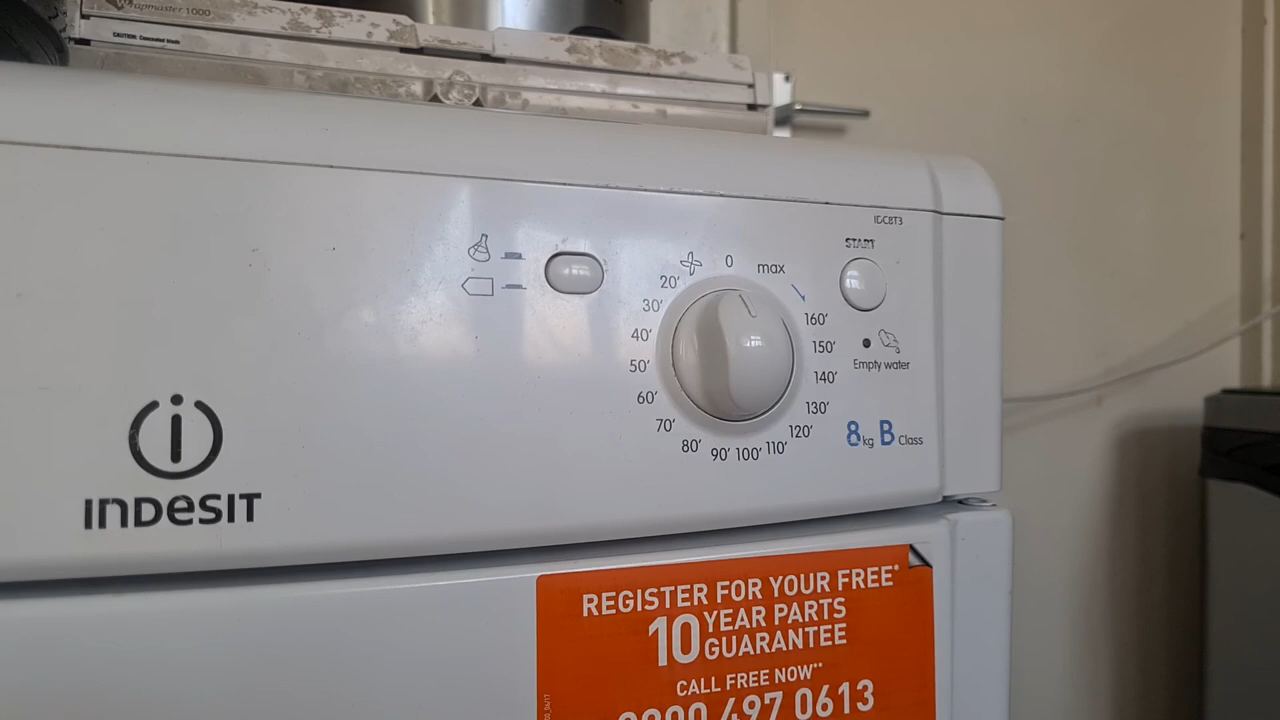 Wrapmaster 1000
CAUTION: Concealed blade
IDC8T3
START
0
max
20'
30'
40'
50'
60'
70'
80'
90'
100'
110'
120'
130'
140'
150'
160'
Empty water
8kg B Class
INDESIT
REGISTER FOR YOUR FREE*
10 YEAR PARTS
GUARANTEE
CALL FREE NOW**
497 0613